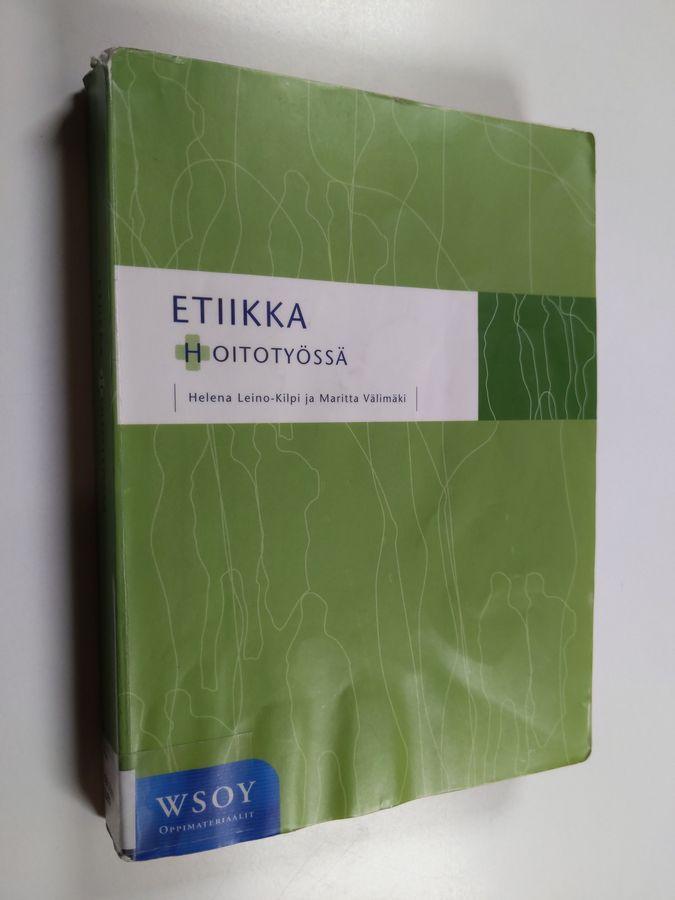 ETIIKKA
HOITOTYÖSSÄ
Helena Leino-Kilpi ja Maritta Välimäki
WSOY
OPPIMATERIAALIT